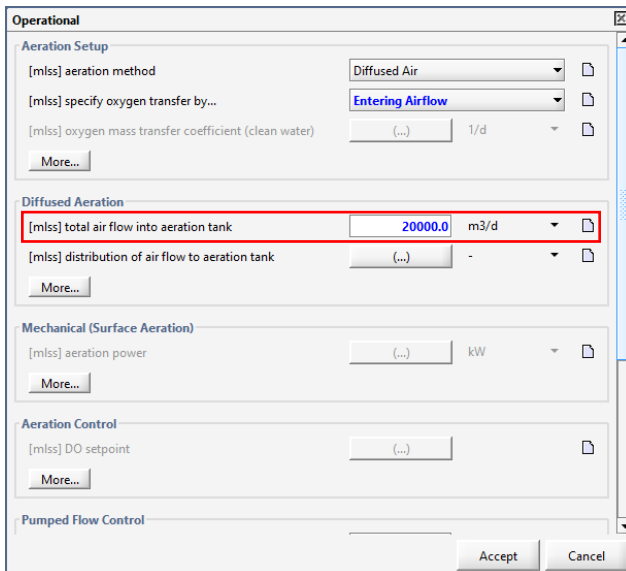 Operational
Aeration Setup
[mlss] aeration method Diffused Air
[mlss] specify oxygen transfer by... Entering Airflow
[mlss] oxygen mass transfer coefficient (clean water) (...) 1/d
More...
Diffused Aeration
[mlss] total air flow into aeration tank 20000.0 m3/d
[mlss] distribution of air flow to aeration tank (...) -
More...
Mechanical (Surface Aeration)
[mlss] aeration power (...) kW
More...
Aeration Control
[mlss] DO setpoint (...)
More...
Pumped Flow Control
Accept Cancel